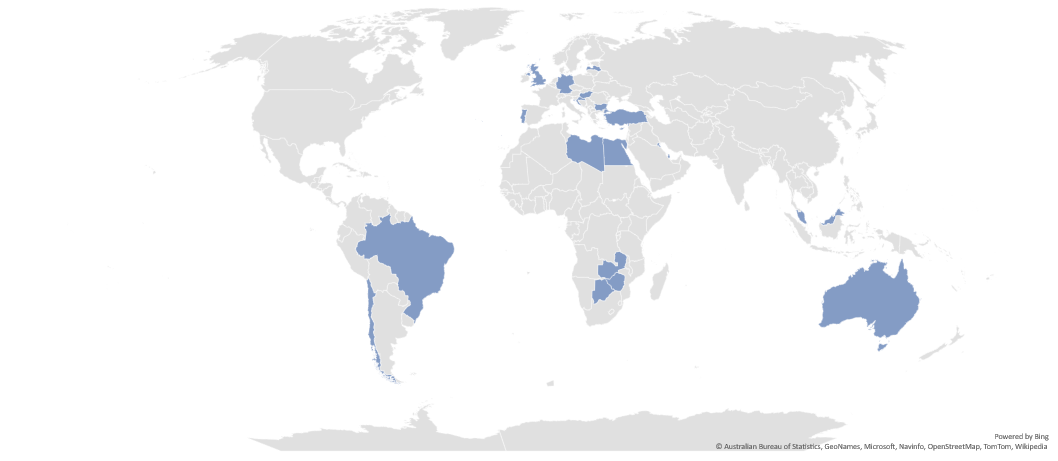 Powered by Bing
© Australian Bureau of Statistics, GeoNames, Microsoft, Navinfo, OpenStreetMap, TomTom, Wikipedia